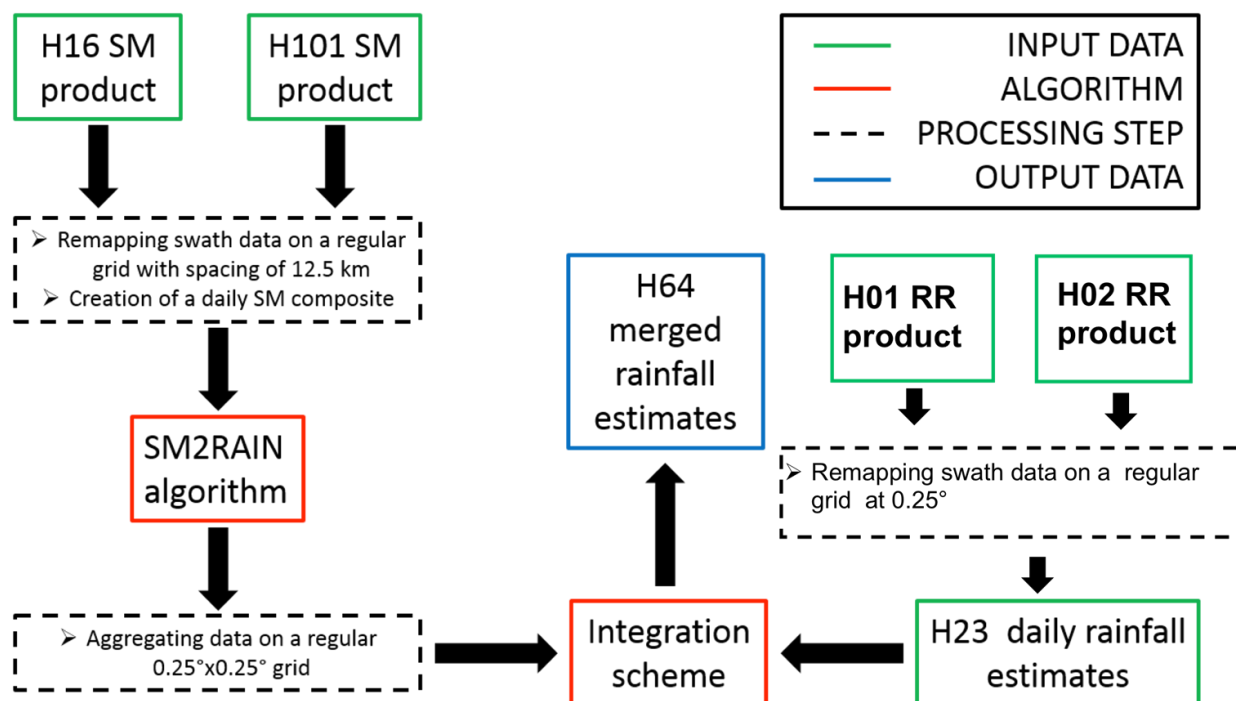 H16 SM
product
H101 SM
product
INPUT DATA
ALGORITHM
PROCESSING STEP
OUTPUT DATA
➢ Remapping swath data on a regular
grid with spacing of 12.5 km
➢ Creation of a daily SM composite
H64
merged
rainfall
estimates
H01 RR
product
H02 RR
product
SM2RAIN
algorithm
➢ Remapping swath data on a regular
grid at 0.25°
➢ Aggregating data on a regular
0.25°x0.25° grid
Integration
scheme
H23 daily rainfall
estimates